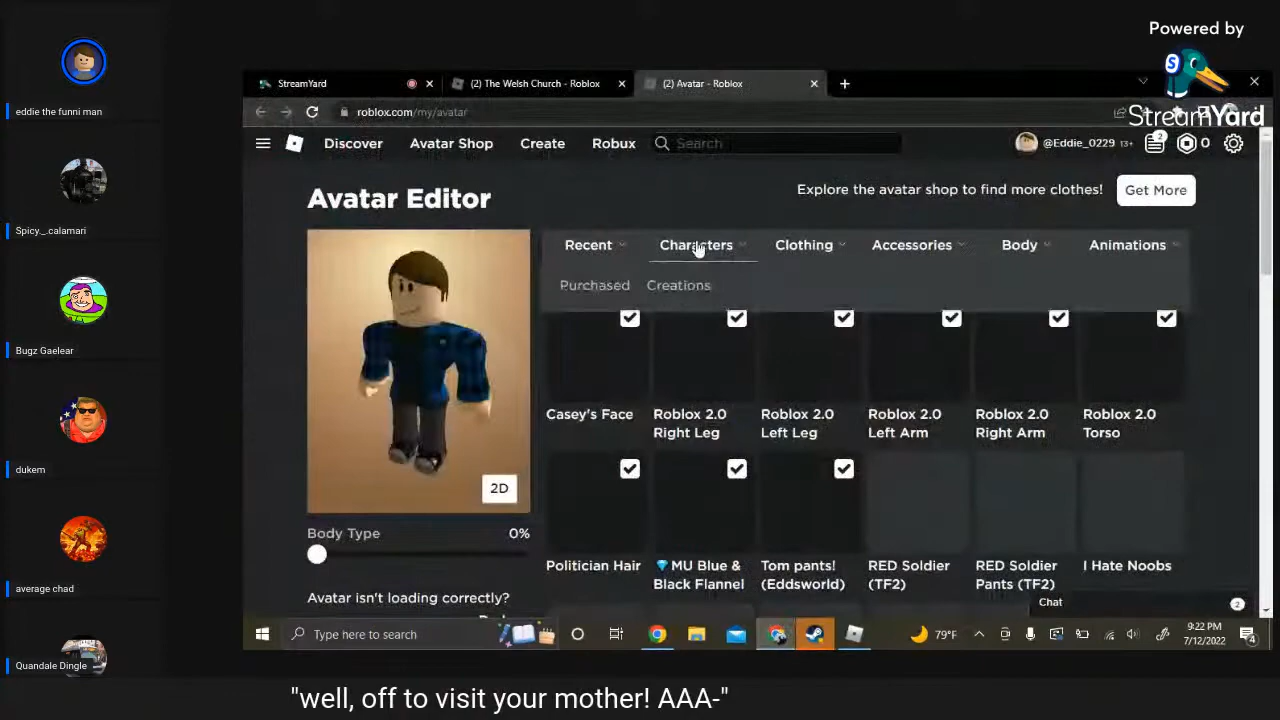 Powered by
StreamYard
eddie the funni man
Spicy._.calamari
Bugz Gaelear
dukem
average chad
Quandale Dingle
StreamYard
(2) The Welsh Church - Roblox
(2) Avatar - Roblox
roblox.com/my/avatar
Discover
Avatar Shop
Create
Robux
Search
@Eddie_0229 13+
2
0
Avatar Editor
Explore the avatar shop to find more clothes!
Get More
Recent
Characters
Clothing
Accessories
Body
Animations
Purchased
Creations
2D
Body Type
0%
Avatar isn't loading correctly?
Casey's Face
Roblox 2.0
Right Leg
Roblox 2.0
Left Leg
Roblox 2.0
Left Arm
Roblox 2.0
Right Arm
Roblox 2.0
Torso
Politician Hair
💎MU Blue &
Black Flannel
Tom pants!
(Eddsworld)
RED Soldier
(TF2)
RED Soldier
Pants (TF2)
I Hate Noobs
Chat
2
Type here to search
79°F
9:22 PM
7/12/2022
4
"well, off to visit your mother! AAA-"